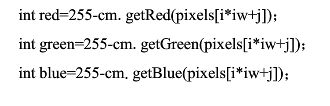 int red=255-cm. getRed(pixels[i*iw+j]);
int green=255-cm. getGreen(pixels[i*iw+j]);
int blue=255-cm. getBlue(pixels[i*iw+j]);